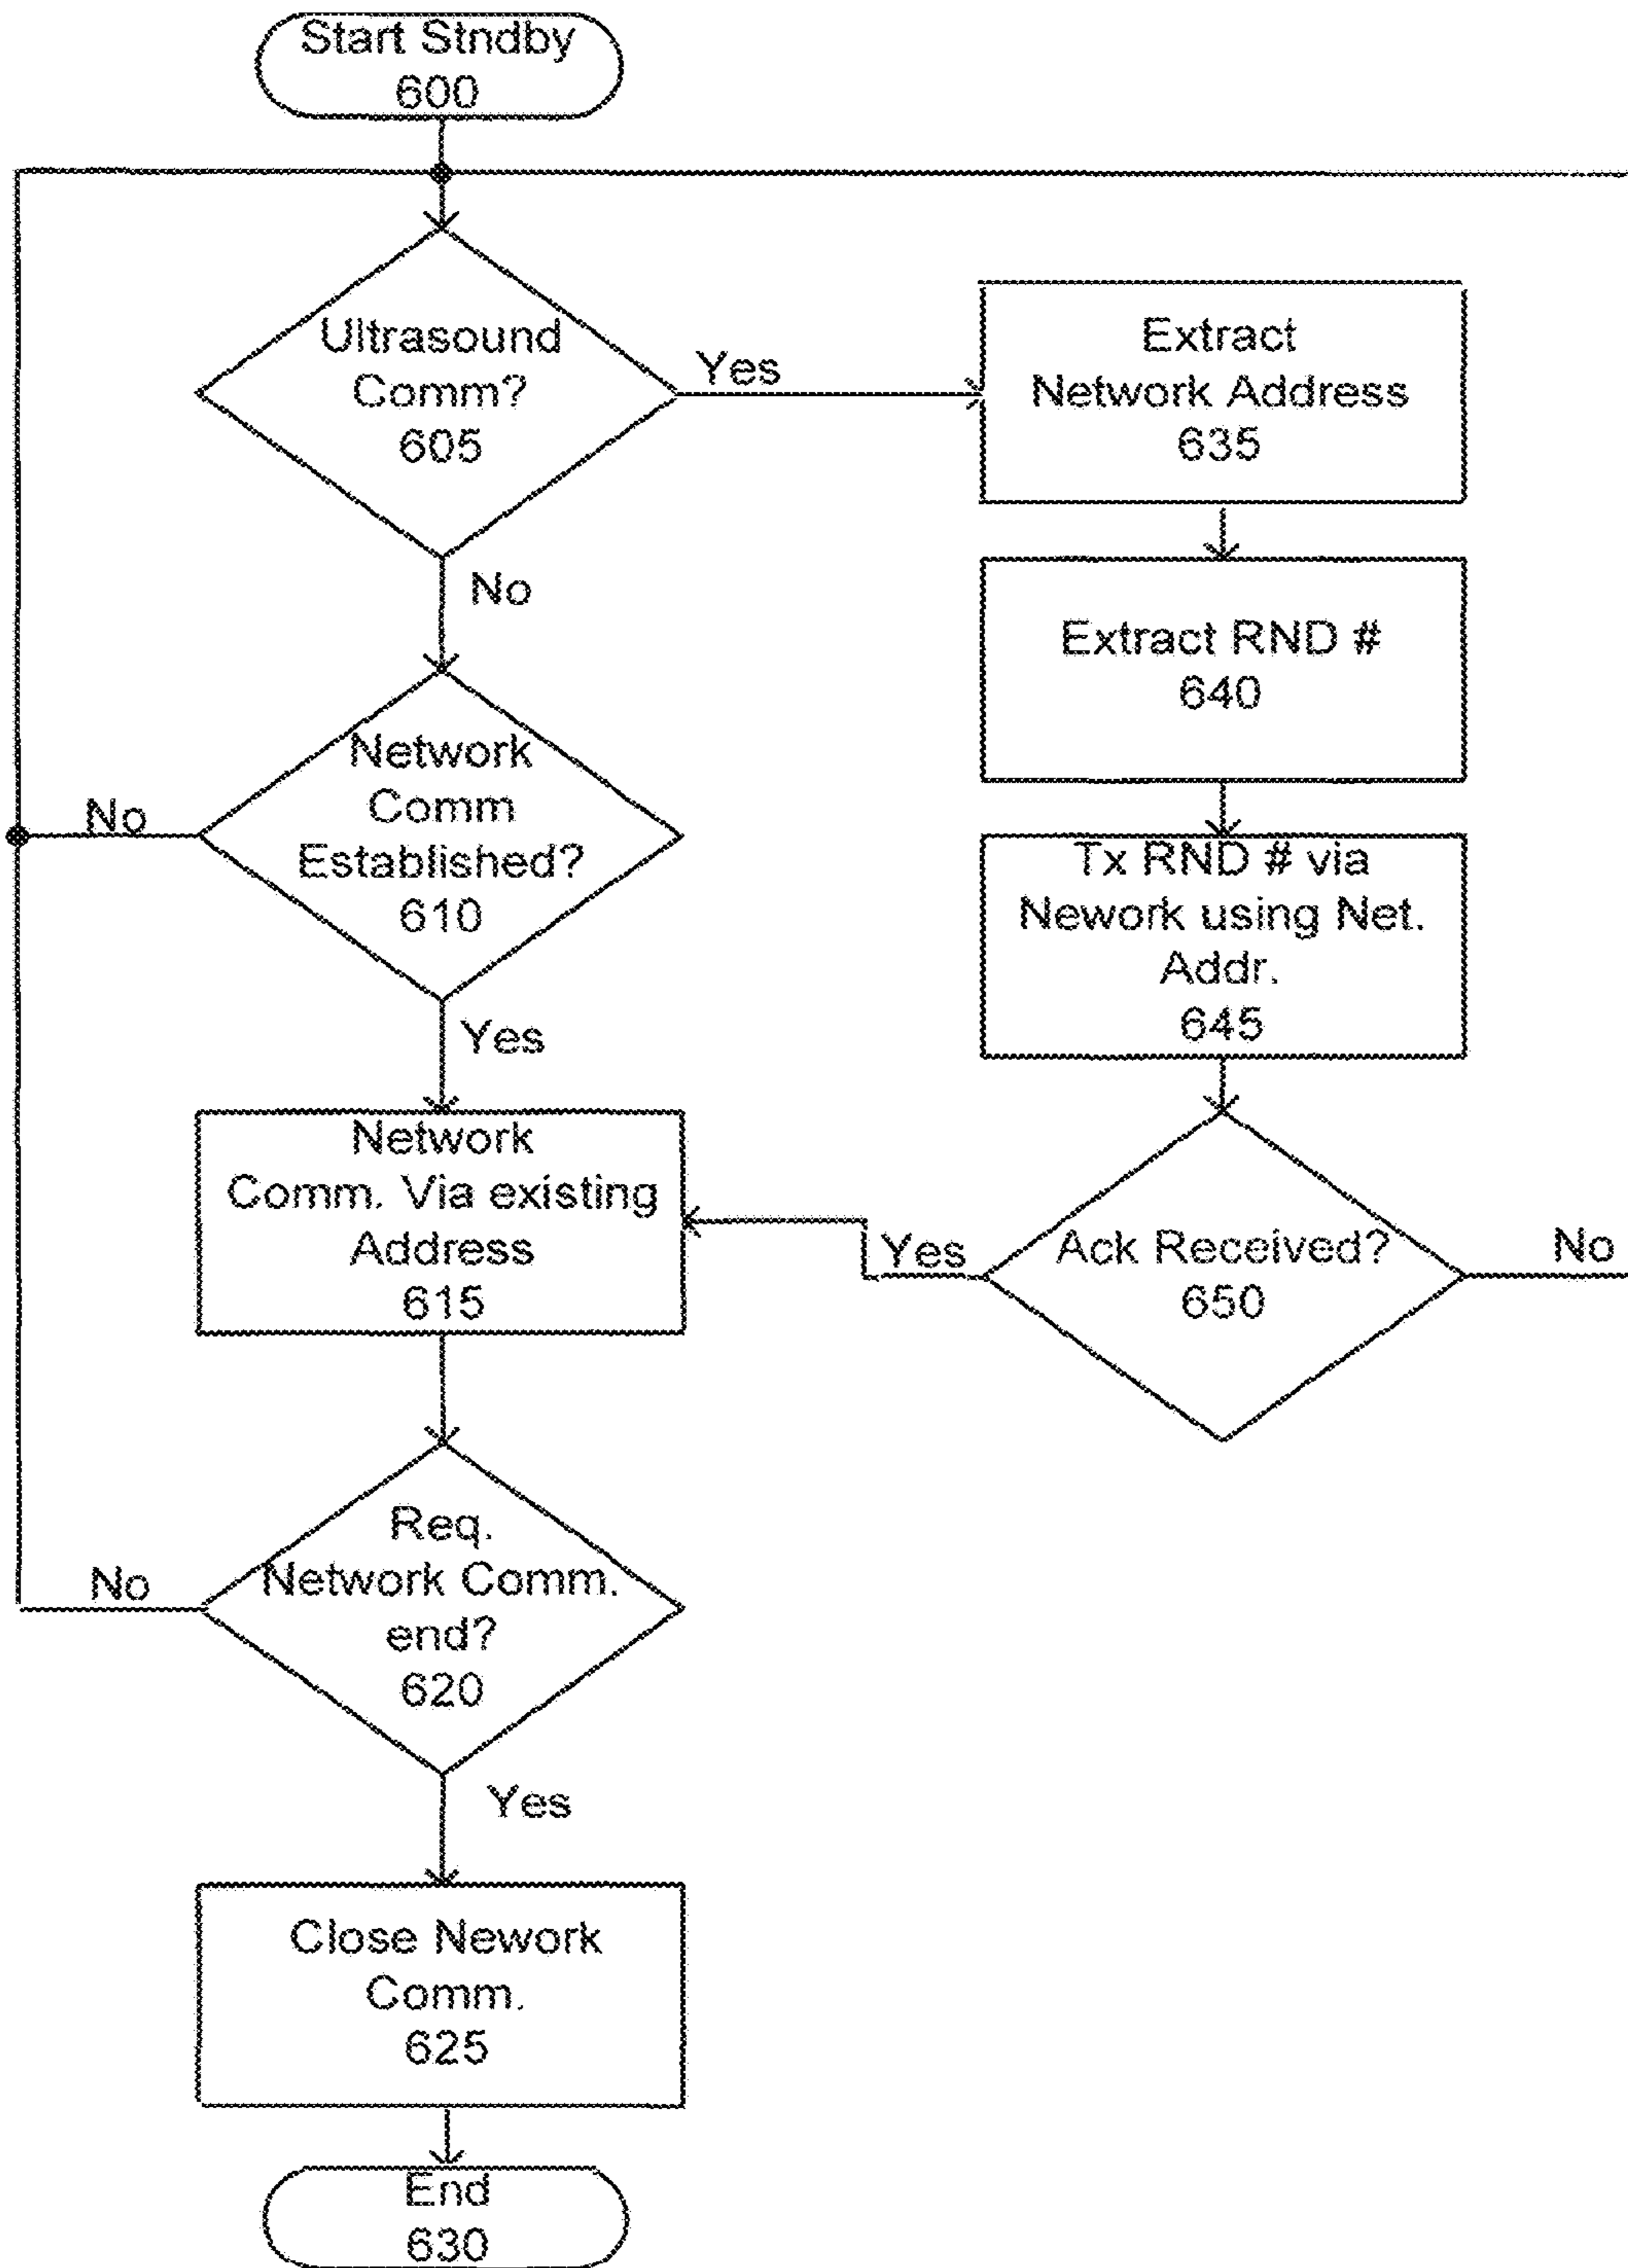 Start Stndby
600
Ultrasound
Comm?
605
Yes
No
Extract
Network Address
635
Extract RND #
640
Tx RND # via
Nework using Net.
Addr.
645
Ack Received?
650
Yes
No
Network
Comm
Established?
610
No
Yes
Network
Comm. Via existing
Address
615
Req.
Network Comm.
end?
620
No
Yes
Close Nework
Comm.
625
End
630